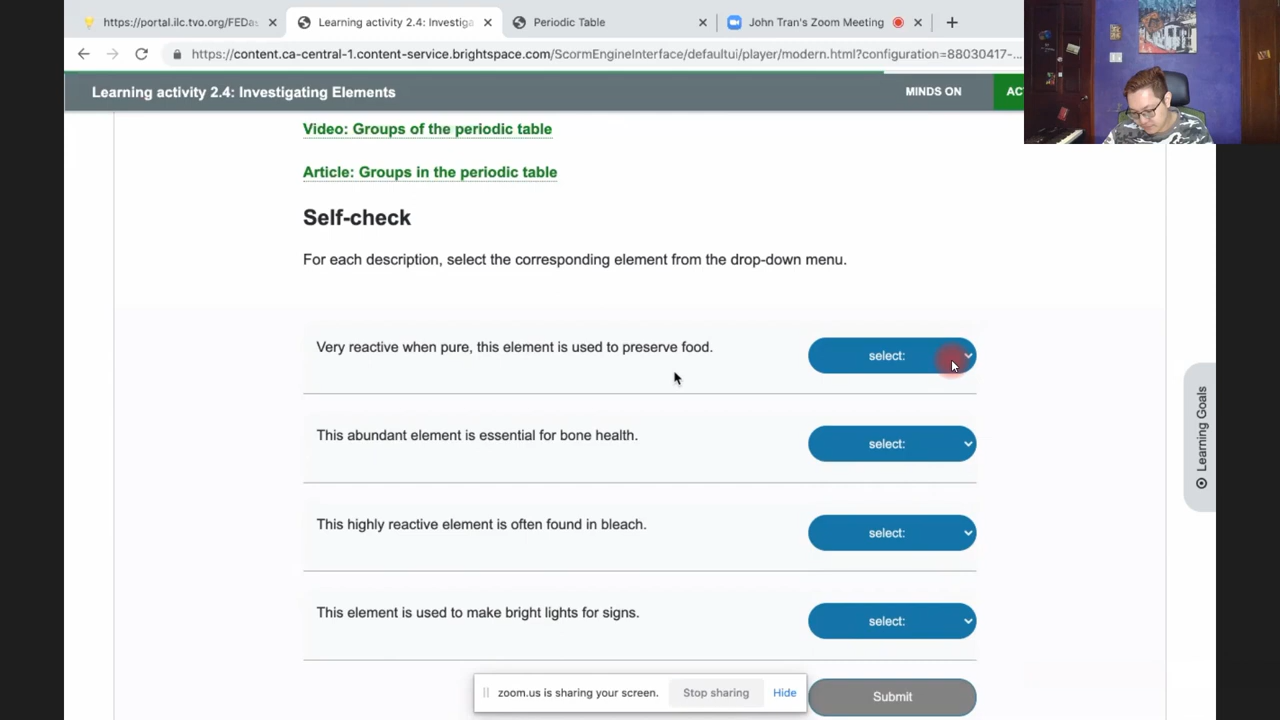 https://portal.ilc.tvo.org/FEDas
Learning activity 2.4: Investiga
Periodic Table
John Tran's Zoom Meeting
https://content.ca-central-1.content-service.brightspace.com/ScormEngineInterface/defaultui/player/modern.html?configuration=88030417-...
Learning activity 2.4: Investigating Elements
MINDS ON
AC
Video: Groups of the periodic table
Article: Groups in the periodic table
Self-check
For each description, select the corresponding element from the drop-down menu.
Very reactive when pure, this element is used to preserve food.
select:
This abundant element is essential for bone health.
select:
This highly reactive element is often found in bleach.
select:
This element is used to make bright lights for signs.
select:
zoom.us is sharing your screen.
Stop sharing
Hide
Submit
Learning Goals